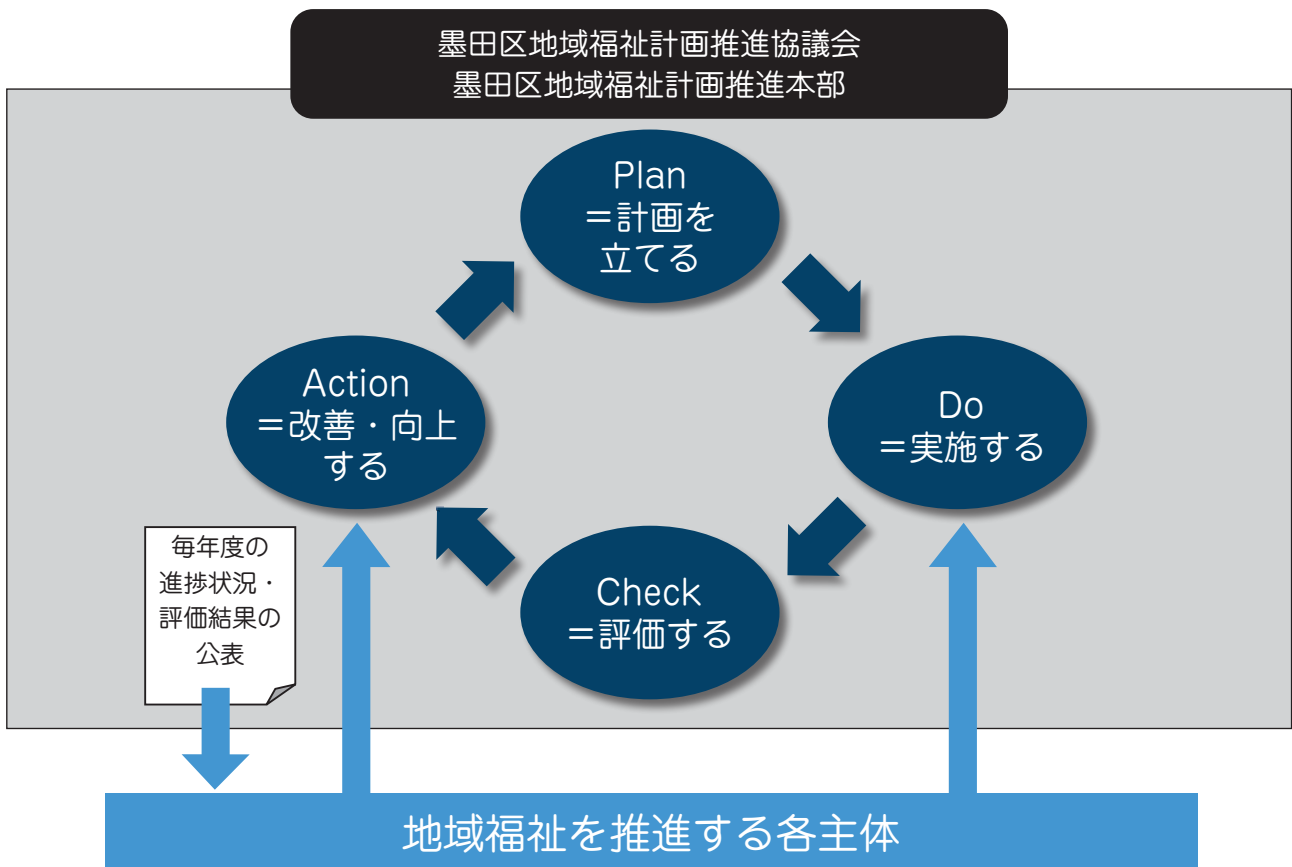 墨田区地域福祉計画推進協議会
墨田区地域福祉計画推進本部
Plan
＝計画を
立てる
Action
＝改善・向上
する
Do
＝実施する
Check
＝評価する
毎年度の
進捗状況・
評価結果の
公表
地域福祉を推進する各主体